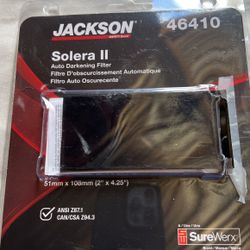 JACKSON
46410
Solera II
Auto Darkening Filter
Filtre D'obscurcissement Automatique
Filtro Auto Oscurecente
51mm x 108mm (2" x 4.25")
ANSI Z87.1
CAN/CSA Z94.3
SureWerx